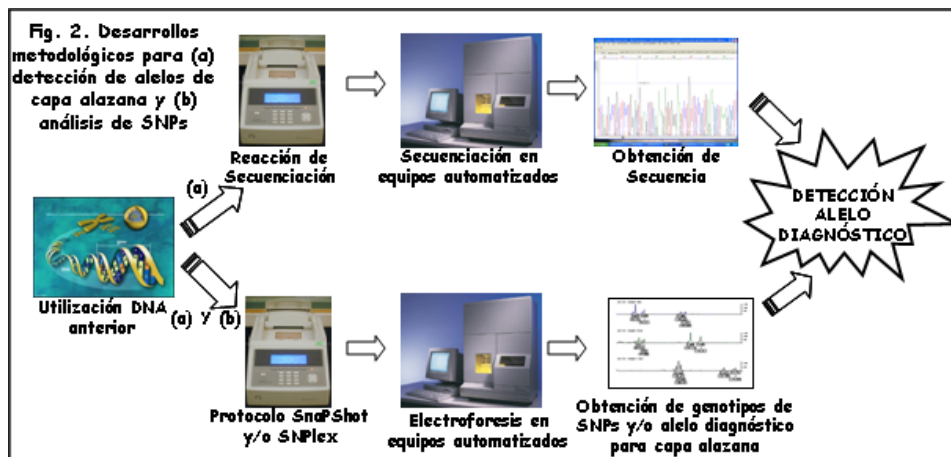 Fig. 2. Desarrollos
metodológicos para (a)
detección de alelos de
capa alazana y (b)
análisis de SNPs
Reacción de
Secuenciación
Secuenciación en
equipos automatizados
Obtención de
Secuencia
(a)
DETECCIÓN
ALELO
DIAGNÓSTICO
Utilización DNA
anterior
(a) y (b)
Protocolo SnaPShot
y/o SNPlex
Electroforesis en
equipos automatizados
Obtención de genotipos de
SNPs y/o alelo diagnóstico
para capa alazana